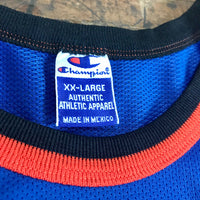 Champion
XX-LARGE
AUTHENTIC
ATHLETIC APPAREL
MADE IN MEXICO